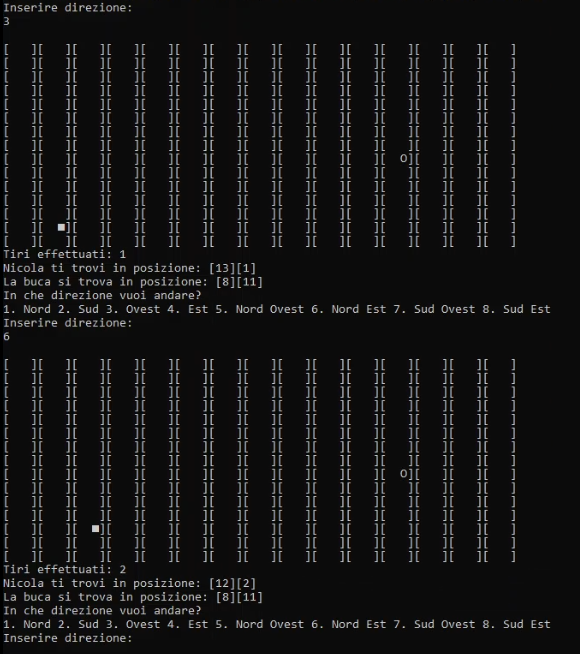 Inserire direzione:
3
[   ][   ][   ][   ][   ][   ][   ][   ][   ][   ][   ][   ][   ][   ][   ]
[   ][   ][   ][   ][   ][   ][   ][   ][   ][   ][   ][   ][   ][   ][   ]
[   ][   ][   ][   ][   ][   ][   ][   ][   ][   ][   ][   ][   ][   ][   ]
[   ][   ][   ][   ][   ][   ][   ][   ][   ][   ][   ][   ][   ][   ][   ]
[   ][   ][   ][   ][   ][   ][   ][   ][   ][   ][   ][   ][   ][   ][   ]
[   ][   ][   ][   ][   ][   ][   ][   ][   ][   ][   ][   ][   ][   ][   ]
[   ][   ][   ][   ][   ][   ][   ][   ][   ][   ][   ][   ][   ][   ][   ]
[   ][   ][   ][   ][   ][   ][   ][   ][   ][   ][   ][   ][   ][   ][   ]
[   ][   ][   ][   ][   ][   ][   ][   ][   ][   ][   ][  O][   ][   ][   ]
[   ][   ][   ][   ][   ][   ][   ][   ][   ][   ][   ][   ][   ][   ][   ]
[   ][   ][   ][   ][   ][   ][   ][   ][   ][   ][   ][   ][   ][   ][   ]
[   ][   ][   ][   ][   ][   ][   ][   ][   ][   ][   ][   ][   ][   ][   ]
[   ][   ][   ][   ][   ][   ][   ][   ][   ][   ][   ][   ][   ][   ][   ]
[   ][  ■][   ][   ][   ][   ][   ][   ][   ][   ][   ][   ][   ][   ][   ]
[   ][   ][   ][   ][   ][   ][   ][   ][   ][   ][   ][   ][   ][   ][   ]
Tiri effettuati: 1
Nicola ti trovi in posizione: [13][1]
La buca si trova in posizione: [8][11]
In che direzione vuoi andare?
1. Nord 2. Sud 3. Ovest 4. Est 5. Nord Ovest 6. Nord Est 7. Sud Ovest 8. Sud Est
Inserire direzione:
6
[   ][   ][   ][   ][   ][   ][   ][   ][   ][   ][   ][   ][   ][   ][   ]
[   ][   ][   ][   ][   ][   ][   ][   ][   ][   ][   ][   ][   ][   ][   ]
[   ][   ][   ][   ][   ][   ][   ][   ][   ][   ][   ][   ][   ][   ][   ]
[   ][   ][   ][   ][   ][   ][   ][   ][   ][   ][   ][   ][   ][   ][   ]
[   ][   ][   ][   ][   ][   ][   ][   ][   ][   ][   ][   ][   ][   ][   ]
[   ][   ][   ][   ][   ][   ][   ][   ][   ][   ][   ][   ][   ][   ][   ]
[   ][   ][   ][   ][   ][   ][   ][   ][   ][   ][   ][   ][   ][   ][   ]
[   ][   ][   ][   ][   ][   ][   ][   ][   ][   ][   ][   ][   ][   ][   ]
[   ][   ][   ][   ][   ][   ][   ][   ][   ][   ][   ][  O][   ][   ][   ]
[   ][   ][   ][   ][   ][   ][   ][   ][   ][   ][   ][   ][   ][   ][   ]
[   ][   ][   ][   ][   ][   ][   ][   ][   ][   ][   ][   ][   ][   ][   ]
[   ][   ][   ][   ][   ][   ][   ][   ][   ][   ][   ][   ][   ][   ][   ]
[   ][   ][  ■][   ][   ][   ][   ][   ][   ][   ][   ][   ][   ][   ][   ]
[   ][   ][   ][   ][   ][   ][   ][   ][   ][   ][   ][   ][   ][   ][   ]
[   ][   ][   ][   ][   ][   ][   ][   ][   ][   ][   ][   ][   ][   ][   ]
Tiri effettuati: 2
Nicola ti trovi in posizione: [12][2]
La buca si trova in posizione: [8][11]
In che direzione vuoi andare?
1. Nord 2. Sud 3. Ovest 4. Est 5. Nord Ovest 6. Nord Est 7. Sud Ovest 8. Sud Est
Inserire direzione: